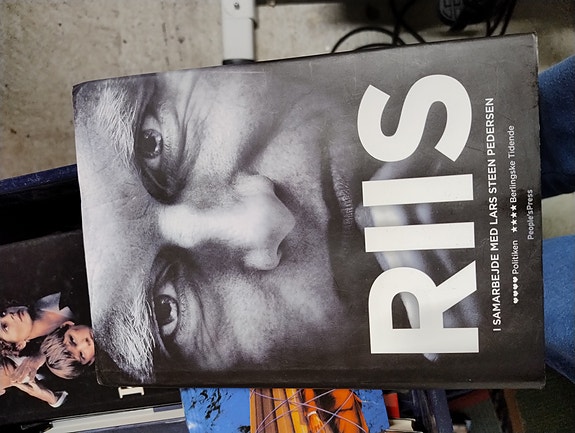 RIIS
I SAMARBEJDE MED LARS STEEN PEDERSEN
♥♥♥♥ Politiken ★★★★ Berlingske Tidende
People'sPress